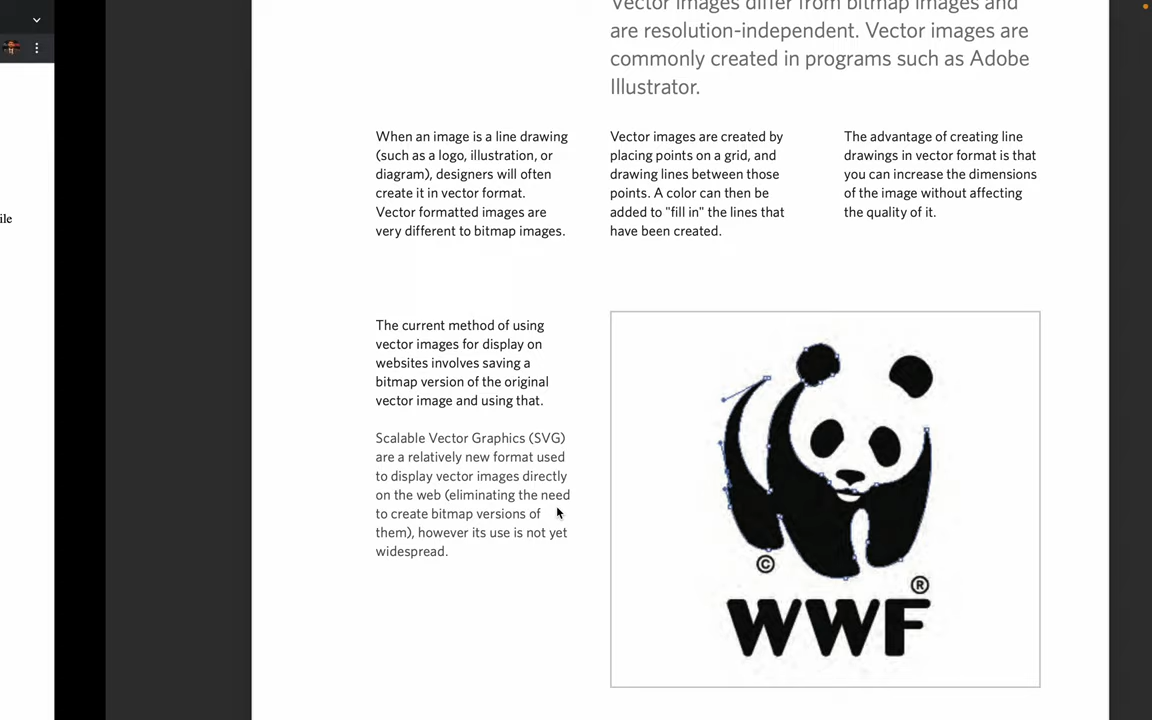 Vector images differ from bitmap images and
are resolution-independent. Vector images are
commonly created in programs such as Adobe
Illustrator.
When an image is a line drawing
(such as a logo, illustration, or
diagram), designers will often
create it in vector format.
Vector formatted images are
very different to bitmap images.
Vector images are created by
placing points on a grid, and
drawing lines between those
points. A color can then be
added to "fill in" the lines that
have been created.
The advantage of creating line
drawings in vector format is that
you can increase the dimensions
of the image without affecting
the quality of it.
ile
The current method of using
vector images for display on
websites involves saving a
bitmap version of the original
vector image and using that.
Scalable Vector Graphics (SVG)
are a relatively new format used
to display vector images directly
on the web (eliminating the need
to create bitmap versions of
them), however its use is not yet
widespread.
©
®
WWF